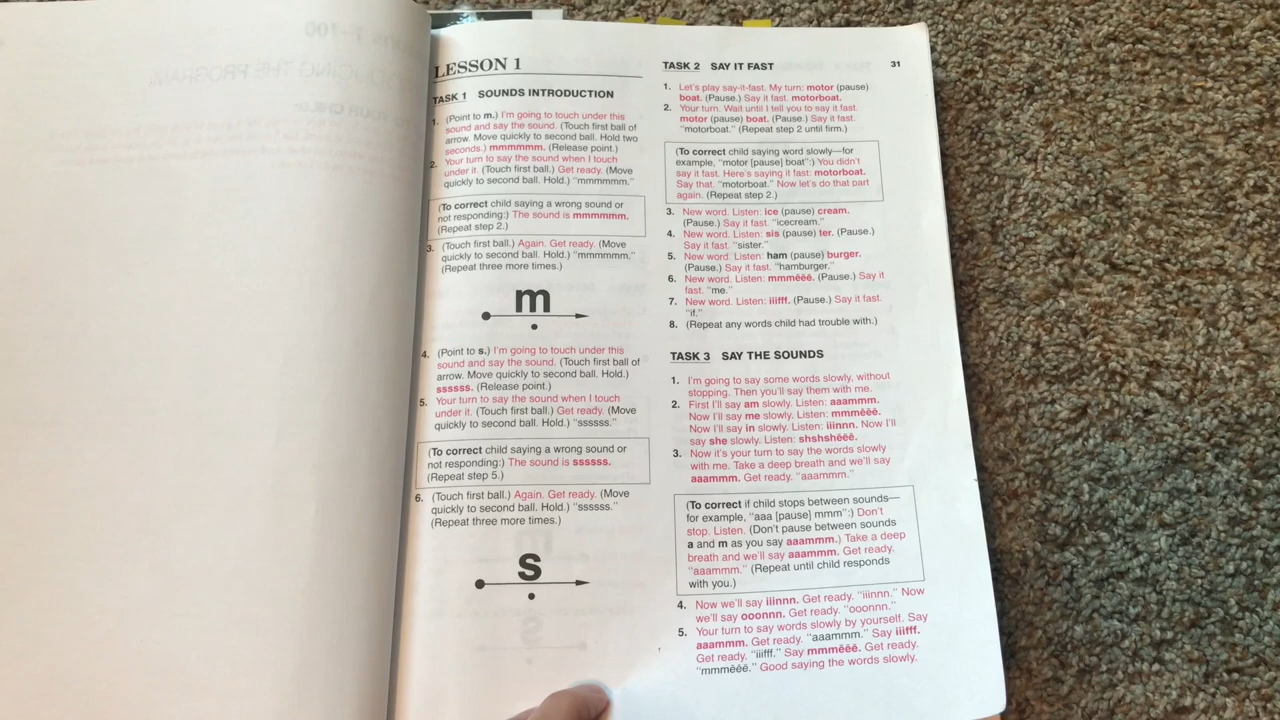 LESSON 1
TASK 1 SOUNDS INTRODUCTION
1. (Point to m.) I'm going to touch under this
sound and say the sound. (Touch first ball of
arrow. Move quickly to second ball. Hold two
seconds.) mmmmmm. (Release point.)
2. Your turn to say the sound when I touch
under it. (Touch first ball.) Get ready. (Move
quickly to second ball. Hold.) "mmmmmm."
(To correct child saying a wrong sound or
not responding:) The sound is mmmmmm.
(Repeat step 2.)
3. (Touch first ball.) Again. Get ready. (Move
quickly to second ball. Hold.) "mmmmmm."
(Repeat three more times.)
m
4. (Point to s.) I'm going to touch under this
sound and say the sound. (Touch first ball of
arrow. Move quickly to second ball. Hold.)
ssssss. (Release point.)
5. Your turn to say the sound when I touch
under it. (Touch first ball.) Get ready. (Move
quickly to second ball. Hold.) "ssssss."
(To correct child saying a wrong sound or
not responding:) The sound is ssssss.
(Repeat step 5.)
6. (Touch first ball.) Again. Get ready. (Move
quickly to second ball. Hold.) "ssssss."
(Repeat three more times.)
s
TASK 2 SAY IT FAST
31
1. Let's play say-it-fast. My turn: motor (pause)
boat. (Pause.) Say it fast. motorboat.
2. Your turn. Wait until I tell you to say it fast.
motor (pause) boat. (Pause.) Say it fast.
"motorboat." (Repeat step 2 until firm.)
(To correct child saying word slowly—for
example, "motor [pause] boat":) You didn't
say it fast. Here's saying it fast: motorboat.
Say that. "motorboat." Now let's do that part
again. (Repeat step 2.)
3. New word. Listen: ice (pause) cream.
(Pause.) Say it fast. "icecream."
4. New word. Listen: sis (pause) ter. (Pause.)
Say it fast. "sister."
5. New word. Listen: ham (pause) burger.
(Pause.) Say it fast. "hamburger."
6. New word. Listen: mmmēēē. (Pause.) Say it
fast. "me."
7. New word. Listen: iiifff. (Pause.) Say it fast.
"if."
8. (Repeat any words child had trouble with.)
TASK 3 SAY THE SOUNDS
1. I'm going to say some words slowly, without
stopping. Then you'll say them with me.
2. First I'll say am slowly. Listen: aaammm.
Now I'll say me slowly. Listen: mmmēēē.
Now I'll say in slowly. Listen: iiinnn. Now I'll
say she slowly. Listen: shshshēēē.
3. Now it's your turn to say the words slowly
with me. Take a deep breath and we'll say
aaammm. Get ready. "aaammm."
(To correct if child stops between sounds—
for example, "aaa [pause] mmm":) Don't
stop. Listen. (Don't pause between sounds
a and m as you say aaammm.) Take a deep
breath and we'll say aaammm. Get ready.
"aaammm." (Repeat until child responds
with you.)
4. Now we'll say iiinnn. Get ready. "iiinnn." Now
we'll say ooonnn. Get ready. "ooonnn."
5. Your turn to say words slowly by yourself. Say
aaammm. Get ready. "aaammm." Say iiifff.
Get ready. "iiifff." Say mmmēēē. Get ready.
"mmmēēē." Good saying the words slowly.